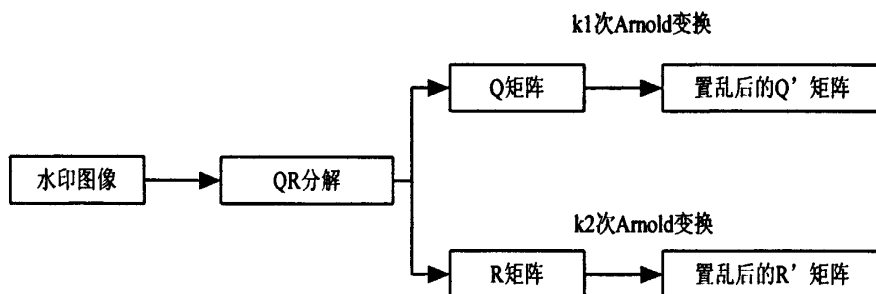 k1次Arnold变换
Q矩阵
置乱后的Q’矩阵
水印图像
QR分解
k2次Arnold变换
R矩阵
置乱后的R’矩阵